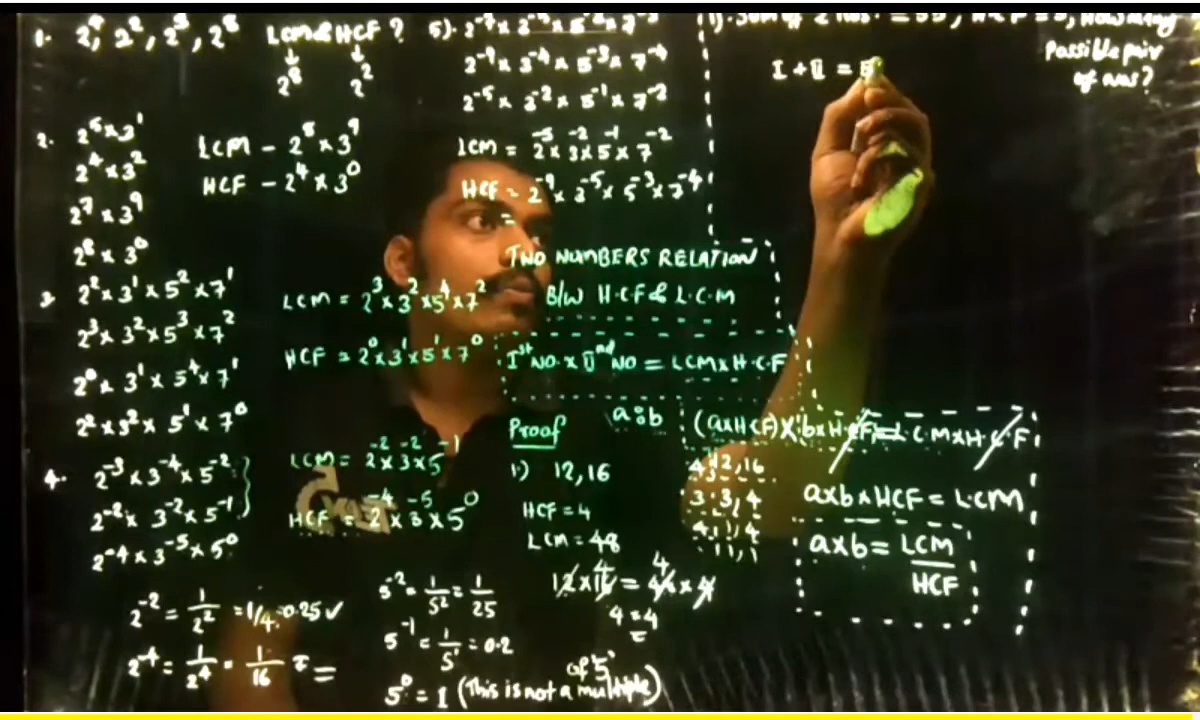 1. 2⁹, 2², 2³, 2⁸ LCM & HCF ?
2⁸ 2²
2. 2⁵ × 3¹
2⁴ × 3²
2⁷ × 3⁹
2⁸ × 3⁰
LCM - 2⁸ × 3⁹
HCF - 2⁴ × 3⁰
3 2² × 3¹ × 5² × 7¹
2³ × 3² × 5³ × 7²
2⁰ × 3¹ × 5⁴ × 7¹
2² × 3² × 5¹ × 7⁰
LCM = 2³ × 3² × 5⁴ × 7²
HCF = 2⁰ × 3¹ × 5¹ × 7⁰
4. 2⁻³ × 3⁻⁴ × 5⁻²
2⁻² × 3⁻² × 5⁻¹
2⁻⁴ × 3⁻⁵ × 5⁰
LCM = 2⁻² × 3⁻² × 5⁻¹
HCF = 2⁻⁴ × 3⁻⁵ × 5⁰
2⁻² = 1/2² = 1/4 = 0.25 ✓
2⁻⁴ = 1/2⁴ = 1/16 = =
5⁻² = 1/5² = 1/25
5⁻¹ = 1/5¹ = 0.2
5⁰ = 1 (This is not a multiple) of 5
2⁻⁹ × 3⁻⁴ × 5⁻³ × 7⁻⁴
2⁻⁵ × 3⁻² × 5⁻¹ × 7⁻²
LCM = 2⁻⁵ × 3⁻² × 5⁻¹ × 7⁻²
HCF = 2⁻⁹ × 3⁻⁵ × 5⁻³ × 7⁻⁴
=
TWO NUMBERS RELATION
B/W H.C.F & L.C.M
Iˢᵗ NO. × IIⁿᵈ NO = LCM × H.C.F
Proof
1) 12, 16
HCF = 4
LCM = 48
12 × 16 = 48 × 4
4 = 4
4 12, 16
3 3, 4
4 1, 4
1, 1
a : b
(a × HCF) × b × HCF = L.C.M × H.C.F
a × b × HCF = L.CM
a × b = LCM/HCF
How many
Possible pair
of nos?
I + II =